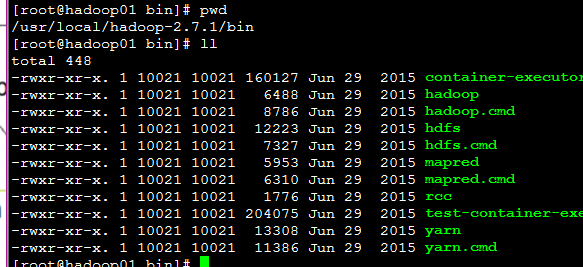 [root@hadoop01 bin]# pwd
/usr/local/hadoop-2.7.1/bin
[root@hadoop01 bin]# ll
total 448
-rwxr-xr-x. 1 10021 10021 160127 Jun 29 2015 container-executor
-rwxr-xr-x. 1 10021 10021 6488 Jun 29 2015 hadoop
-rwxr-xr-x. 1 10021 10021 8786 Jun 29 2015 hadoop.cmd
-rwxr-xr-x. 1 10021 10021 12223 Jun 29 2015 hdfs
-rwxr-xr-x. 1 10021 10021 7327 Jun 29 2015 hdfs.cmd
-rwxr-xr-x. 1 10021 10021 5953 Jun 29 2015 mapred
-rwxr-xr-x. 1 10021 10021 6310 Jun 29 2015 mapred.cmd
-rwxr-xr-x. 1 10021 10021 1776 Jun 29 2015 rcc
-rwxr-xr-x. 1 10021 10021 204075 Jun 29 2015 test-container-exe
-rwxr-xr-x. 1 10021 10021 13308 Jun 29 2015 yarn
-rwxr-xr-x. 1 10021 10021 11386 Jun 29 2015 yarn.cmd
[root@hadoop01 bin]#